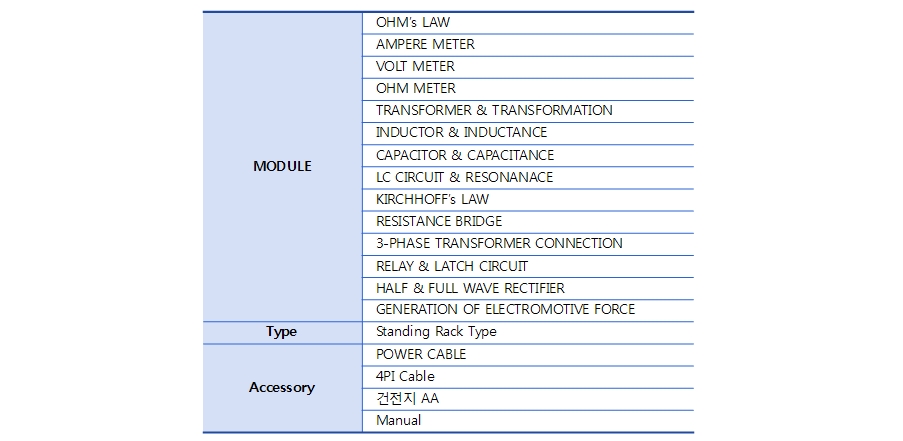 MODULE
OHM's LAW
AMPERE METER
VOLT METER
OHM METER
TRANSFORMER & TRANSFORMATION
INDUCTOR & INDUCTANCE
CAPACITOR & CAPACITANCE
LC CIRCUIT & RESONANACE
KIRCHHOFF's LAW
RESISTANCE BRIDGE
3-PHASE TRANSFORMER CONNECTION
RELAY & LATCH CIRCUIT
HALF & FULL WAVE RECTIFIER
GENERATION OF ELECTROMOTIVE FORCE
Type
Standing Rack Type
Accessory
POWER CABLE
4PI Cable
건전지 AA
Manual